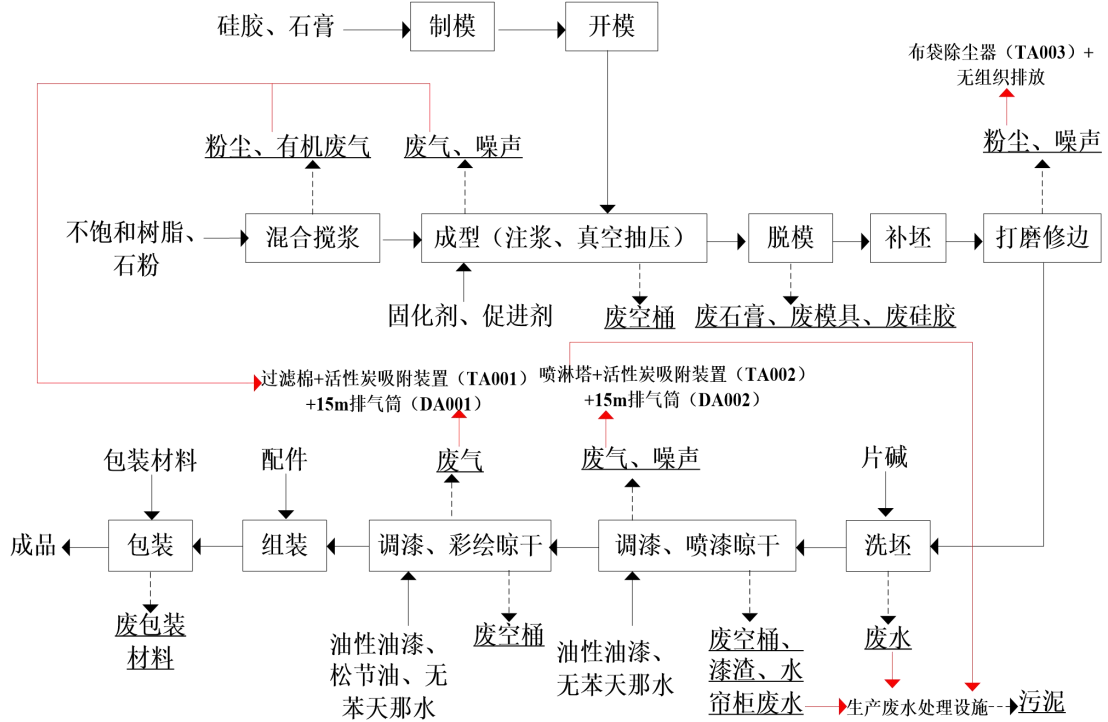 硅胶、石膏
制模
开模
布袋除尘器（TA003）+
无组织排放
粉尘、有机废气
废气、噪声
粉尘、噪声
不饱和树脂、
石粉
混合搅浆
成型（注浆、真空抽压）
脱模
补坯
打磨修边
固化剂、促进剂
废空桶
废石膏、废模具、废硅胶
过滤棉+活性炭吸附装置（TA001）
+15m排气筒（DA001）
喷淋塔+活性炭吸附装置（TA002）
+15m排气筒（DA002）
包装材料
配件
废气
废气、噪声
片碱
成品
包装
组装
调漆、彩绘晾干
调漆、喷漆晾干
洗坯
废包装
材料
油性油漆、
松节油、无
苯天那水
废空桶
油性油漆、
无苯天那水
废空桶、
漆渣、水
帘柜废水
废水
生产废水处理设施
污泥